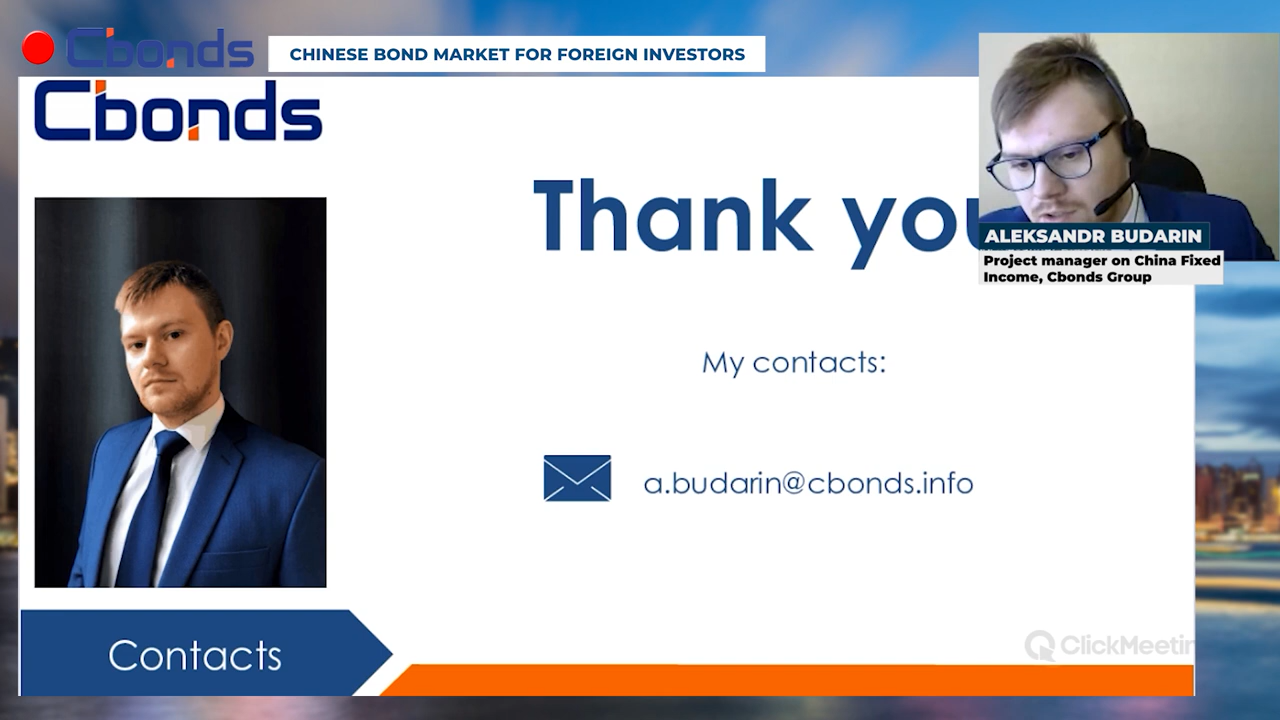 Cbonds
CHINESE BOND MARKET FOR FOREIGN INVESTORS
Cbonds
Thank you
ALEKSANDR BUDARIN
Project manager on China Fixed
Income, Cbonds Group
My contacts:
a.budarin@cbonds.info
Contacts
ClickMeetin